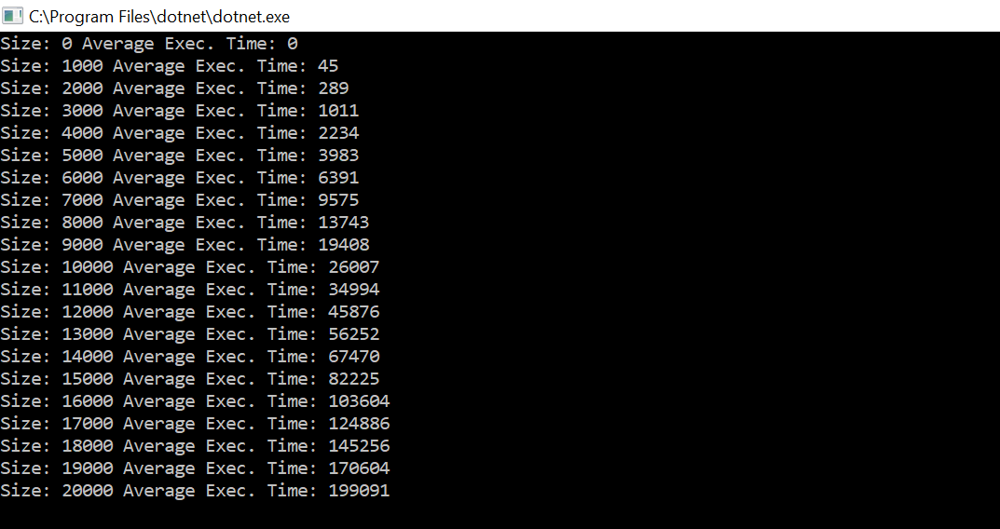 C:\Program Files\dotnet\dotnet.exe
Size: 0 Average Exec. Time: 0
Size: 1000 Average Exec. Time: 45
Size: 2000 Average Exec. Time: 289
Size: 3000 Average Exec. Time: 1011
Size: 4000 Average Exec. Time: 2234
Size: 5000 Average Exec. Time: 3983
Size: 6000 Average Exec. Time: 6391
Size: 7000 Average Exec. Time: 9575
Size: 8000 Average Exec. Time: 13743
Size: 9000 Average Exec. Time: 19408
Size: 10000 Average Exec. Time: 26007
Size: 11000 Average Exec. Time: 34994
Size: 12000 Average Exec. Time: 45876
Size: 13000 Average Exec. Time: 56252
Size: 14000 Average Exec. Time: 67470
Size: 15000 Average Exec. Time: 82225
Size: 16000 Average Exec. Time: 103604
Size: 17000 Average Exec. Time: 124886
Size: 18000 Average Exec. Time: 145256
Size: 19000 Average Exec. Time: 170604
Size: 20000 Average Exec. Time: 199091